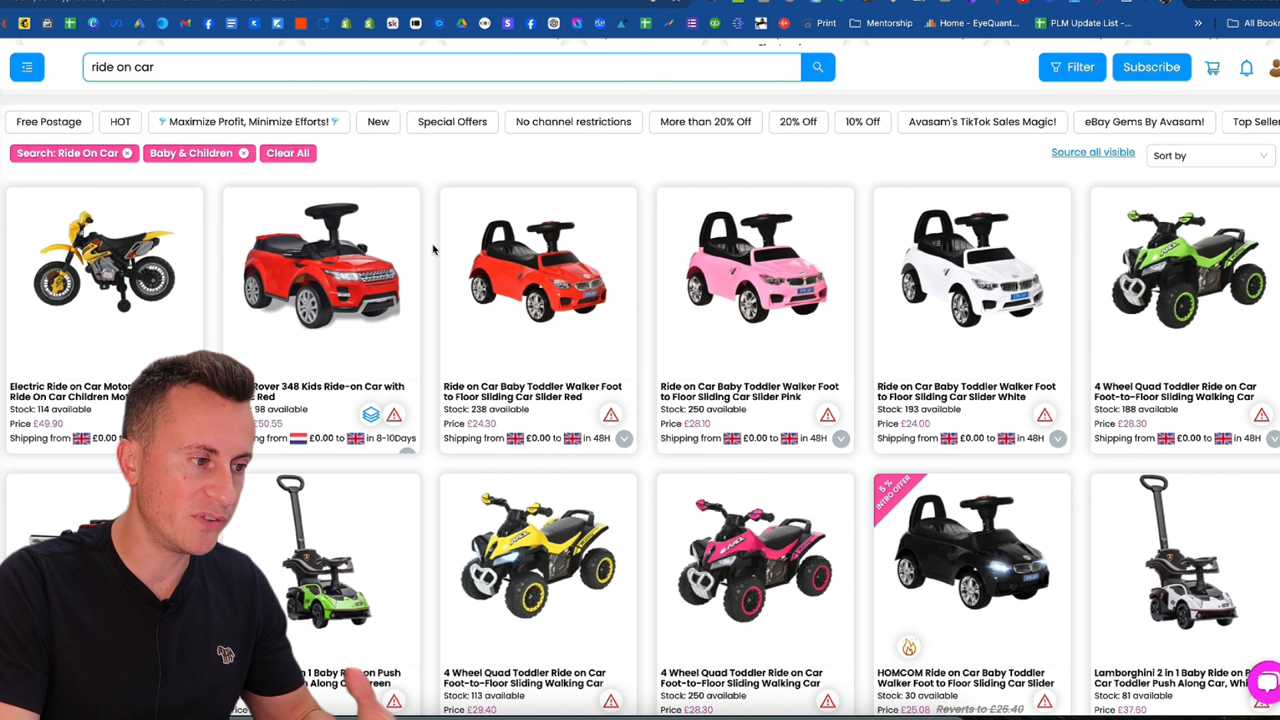 Print
Mentorship
Home - EyeQuant...
PLM Update List -...
»
All Bookm
ride on car
Filter
Subscribe
Free Postage
HOT
Maximize Profit, Minimize Efforts!
New
Special Offers
No channel restrictions
More than 20% Off
20% Off
10% Off
Avasam's TikTok Sales Magic!
eBay Gems By Avasam!
Top Seller
Search: Ride On Car
Baby & Children
Clear All
Source all visible
Sort by
Electric Ride on Car Motor
Ride On Car Children Mot
Stock: 114 available
Price £49.90
Shipping from £0.00 to
Rover 348 Kids Ride-on Car with
Red
98 available
£50.55
ng from £0.00 to in 8-10Days
Ride on Car Baby Toddler Walker Foot
to Floor Sliding Car Slider Red
Stock: 238 available
Price £24.30
Shipping from £0.00 to in 48H
Ride on Car Baby Toddler Walker Foot
to Floor Sliding Car Slider Pink
Stock: 250 available
Price £28.10
Shipping from £0.00 to in 48H
Ride on Car Baby Toddler Walker Foot
to Floor Sliding Car Slider White
Stock: 193 available
Price £24.00
Shipping from £0.00 to in 48H
4 Wheel Quad Toddler Ride on Car
Foot-to-Floor Sliding Walking Car
Stock: 188 available
Price £28.30
Shipping from £0.00 to in 48H
in 1 Baby Ride on Push
h Along Car Green
4 Wheel Quad Toddler Ride on Car
Foot-to-Floor Sliding Walking Car
Stock: 113 available
Price £29.40
4 Wheel Quad Toddler Ride on Car
Foot-to-Floor Sliding Walking Car
Stock: 250 available
Price £28.30
5 %
INTRO OFFER
HOMCOM Ride on Car Baby Toddler
Walker Foot to Floor Sliding Car Slider
Stock: 30 available
Price £25.08 Reverts to £26.40
Lamborghini 2 in 1 Baby Ride on Push
Car Toddler Push Along Car, White
Stock: 81 available
Price £37.60